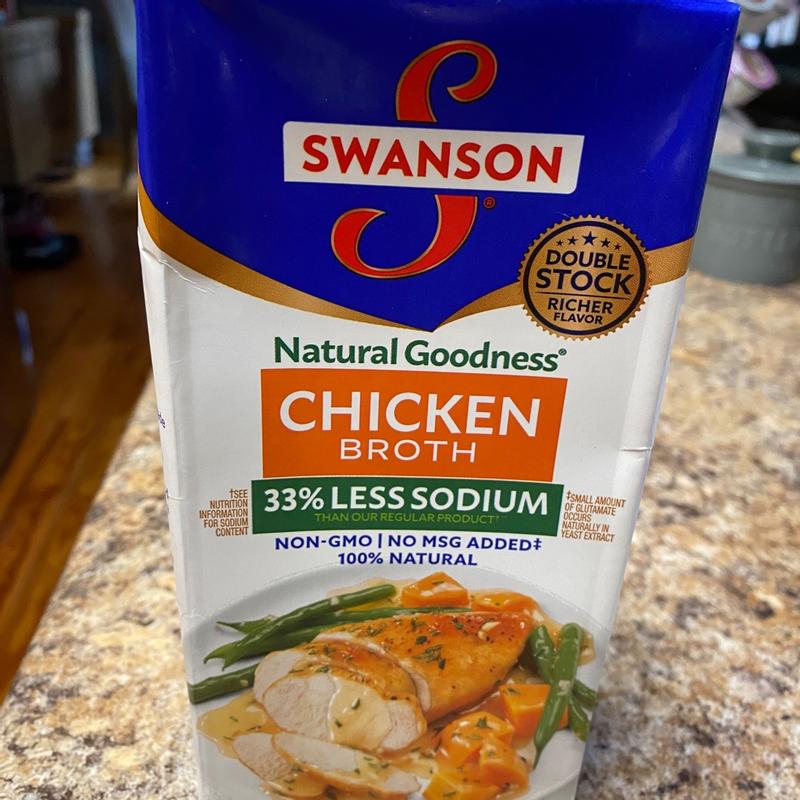 SWANSON
®
DOUBLE
STOCK
RICHER
FLAVOR
Natural Goodness®
CHICKEN
BROTH
33% LESS SODIUM
THAN OUR REGULAR PRODUCT†
†SEE
NUTRITION
INFORMATION
FOR SODIUM
CONTENT
‡SMALL AMOUNT
OF GLUTAMATE
OCCURS
NATURALLY IN
YEAST EXTRACT
NON-GMO | NO MSG ADDED‡
100% NATURAL